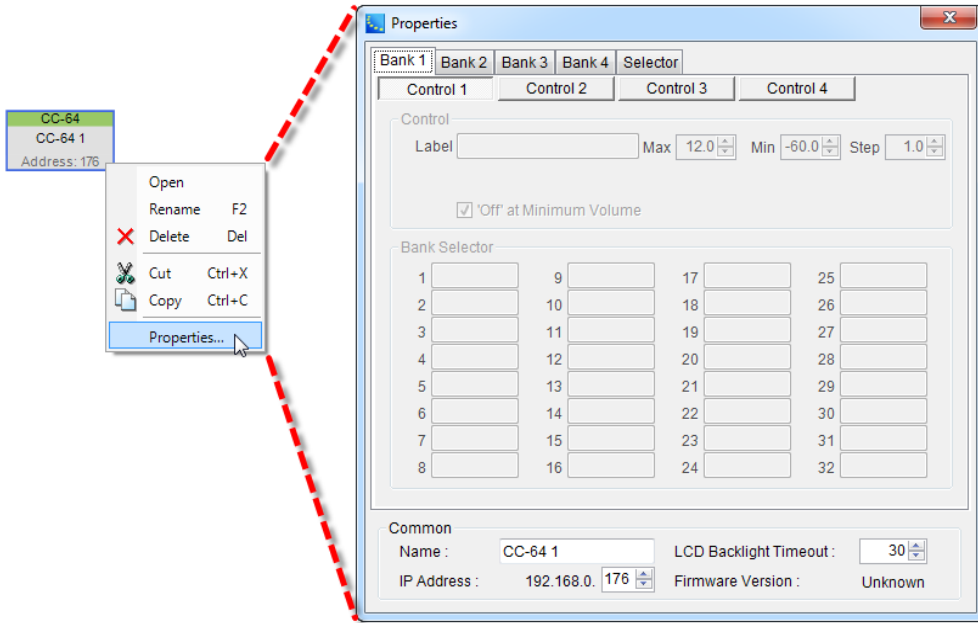 CC-64
CC-64 1
Address: 176
Open
Rename F2
Delete Del
Cut Ctrl+X
Copy Ctrl+C
Properties...
Properties
Bank 1 Bank 2 Bank 3 Bank 4 Selector
Control 1 Control 2 Control 3 Control 4
Control
Label Max 12.0 Min -60.0 Step 1.0
'Off' at Minimum Volume
Bank Selector
1 9 17 25
2 10 18 26
3 11 19 27
4 12 20 28
5 13 21 29
6 14 22 30
7 15 23 31
8 16 24 32
Common
Name : CC-64 1 LCD Backlight Timeout : 30
IP Address : 192.168.0. 176 Firmware Version : Unknown